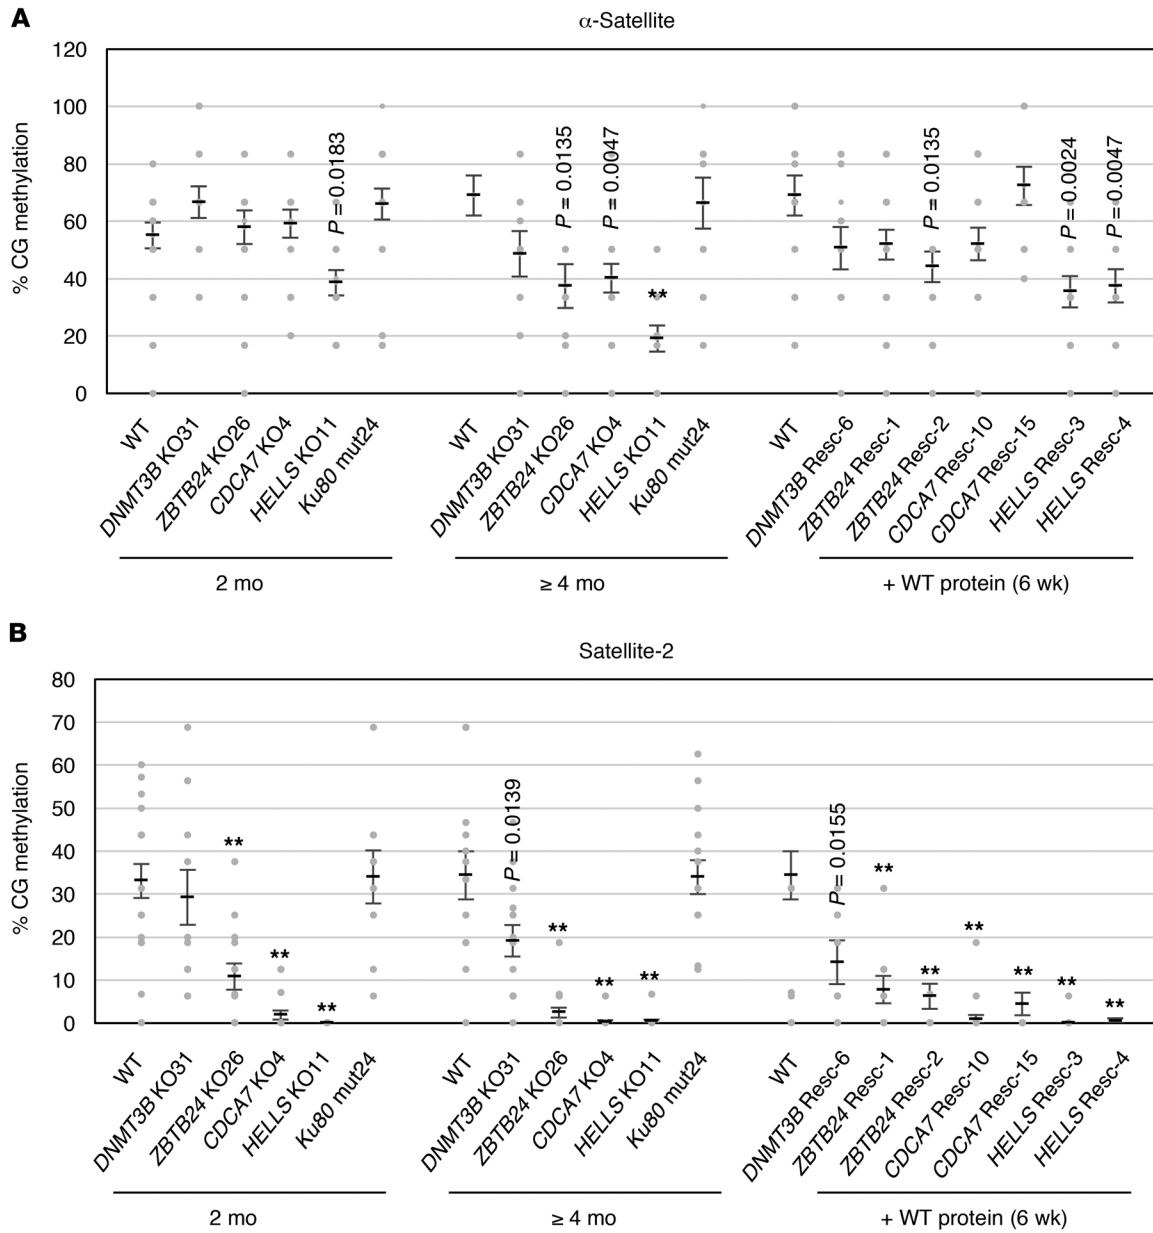 A
α-Satellite
% CG methylation
120
100
80
60
40
20
0
P = 0.0183
P = 0.0135
P = 0.0047
**
P = 0.0135
P = 0.0024
P = 0.0047
WT
DNMT3B KO31
ZBTB24 KO26
CDCA7 KO4
HELLS KO11
Ku80 mut24
WT
DNMT3B KO31
ZBTB24 KO26
CDCA7 KO4
HELLS KO11
Ku80 mut24
WT
DNMT3B Resc-6
ZBTB24 Resc-1
ZBTB24 Resc-2
CDCA7 Resc-10
CDCA7 Resc-15
HELLS Resc-3
HELLS Resc-4
2 mo
≥ 4 mo
+ WT protein (6 wk)
B
Satellite-2
% CG methylation
80
70
60
50
40
30
20
10
0
**
**
**
P = 0.0139
**
**
**
P = 0.0155
**
**
**
**
**
**
WT
DNMT3B KO31
ZBTB24 KO26
CDCA7 KO4
HELLS KO11
Ku80 mut24
WT
DNMT3B KO31
ZBTB24 KO26
CDCA7 KO4
HELLS KO11
Ku80 mut24
WT
DNMT3B Resc-6
ZBTB24 Resc-1
ZBTB24 Resc-2
CDCA7 Resc-10
CDCA7 Resc-15
HELLS Resc-3
HELLS Resc-4
2 mo
≥ 4 mo
+ WT protein (6 wk)